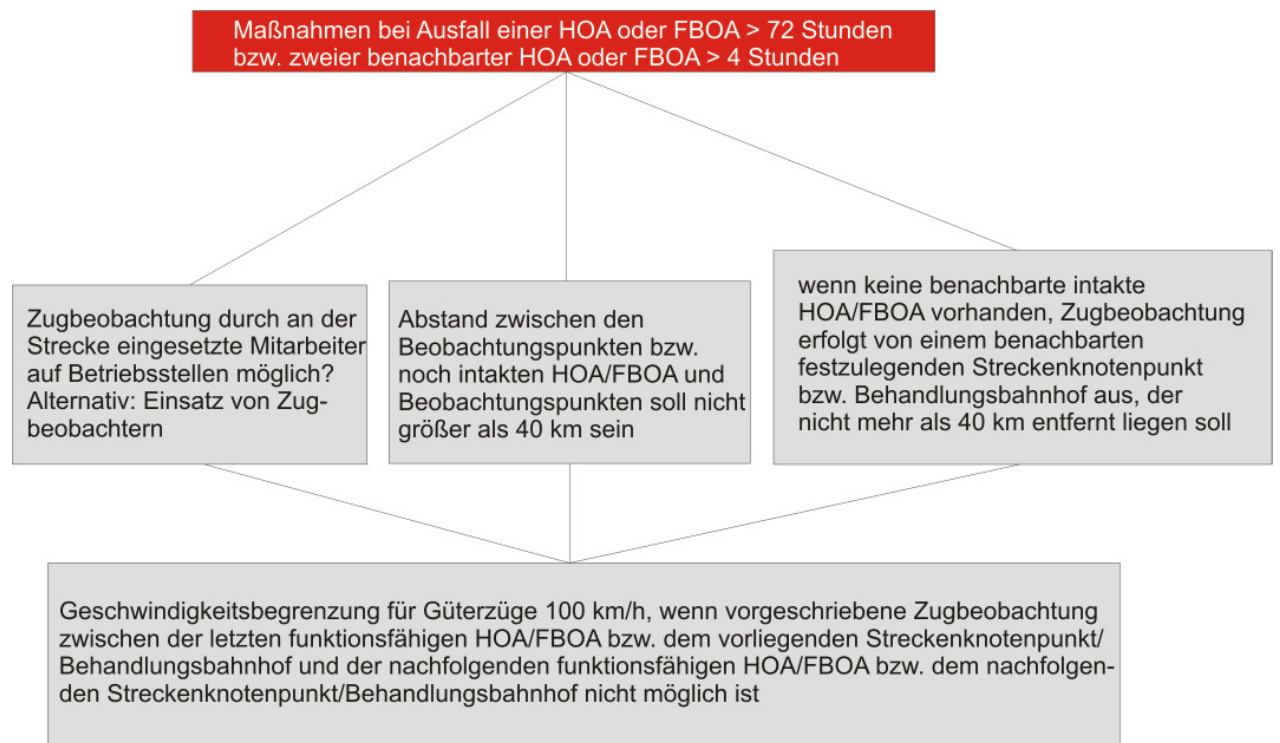 Maßnahmen bei Ausfall einer HOA oder FBOA > 72 Stunden
bzw. zweier benachbarter HOA oder FBOA > 4 Stunden
Zugbeobachtung durch an der
Strecke eingesetzte Mitarbeiter
auf Betriebsstellen möglich?
Alternativ: Einsatz von Zug-
beobachtern
Abstand zwischen den
Beobachtungspunkten bzw.
noch intakten HOA/FBOA und
Beobachtungspunkten soll nicht
größer als 40 km sein
wenn keine benachbarte intakte
HOA/FBOA vorhanden, Zugbeobachtung
erfolgt von einem benachbarten
festzulegenden Streckenknotenpunkt
bzw. Behandlungsbahnhof aus, der
nicht mehr als 40 km entfernt liegen soll
Geschwindigkeitsbegrenzung für Güterzüge 100 km/h, wenn vorgeschriebene Zugbeobachtung
zwischen der letzten funktionsfähigen HOA/FBOA bzw. dem vorliegenden Streckenknotenpunkt/
Behandlungsbahnhof und der nachfolgenden funktionsfähigen HOA/FBOA bzw. dem nachfolgen-
den Streckenknotenpunkt/Behandlungsbahnhof nicht möglich ist